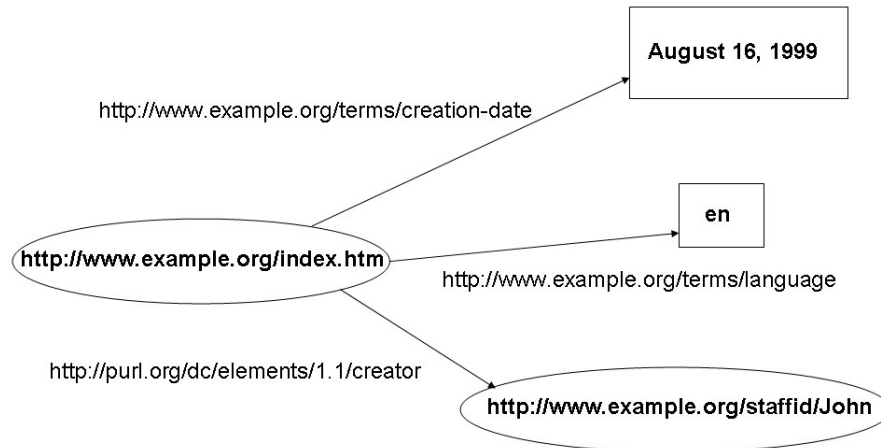 August 16, 1999
http://www.example.org/terms/creation-date
en
http://www.example.org/index.htm
http://www.example.org/terms/language
http://purl.org/dc/elements/1.1/creator
http://www.example.org/staffid/John